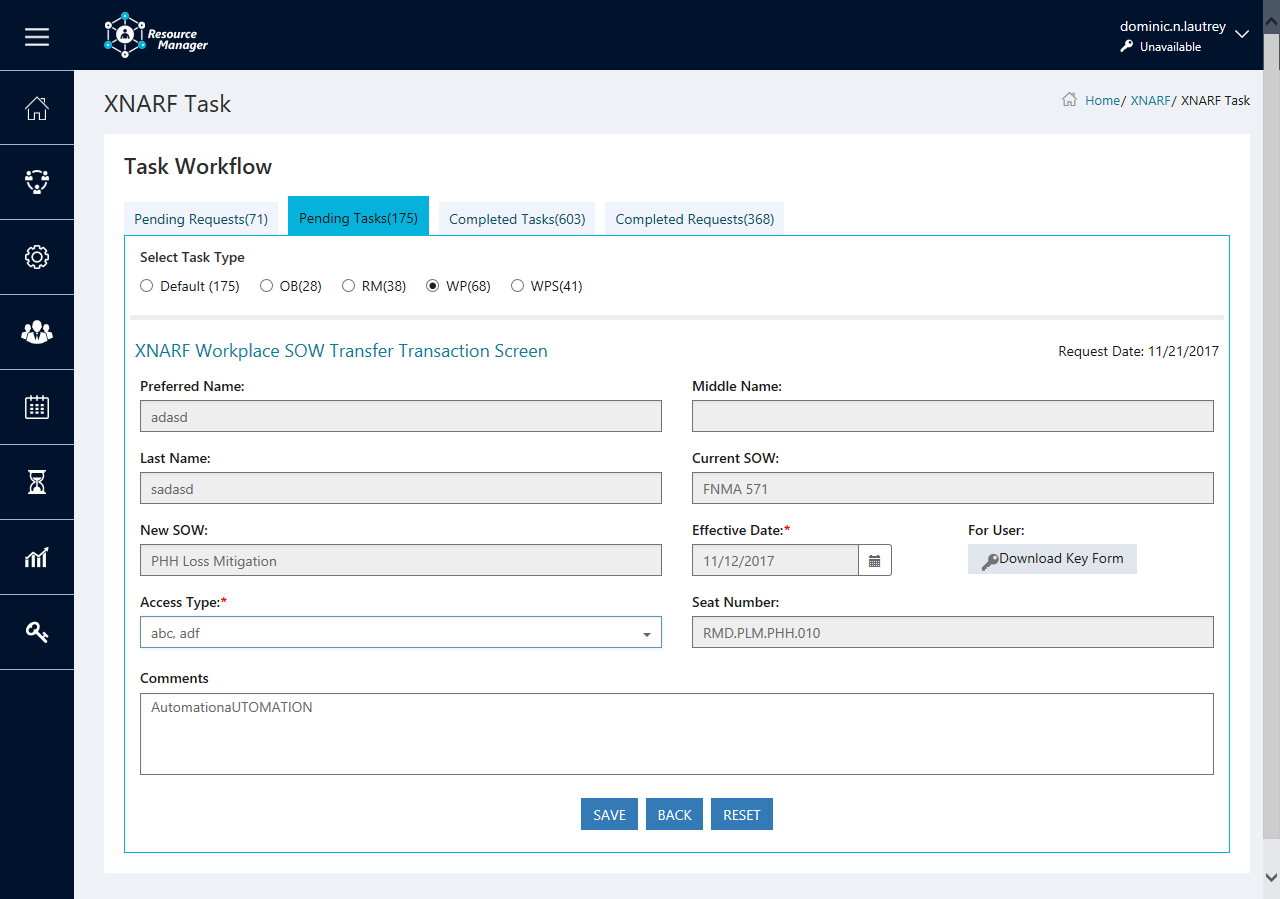 Resource
Manager
dominic.n.lautrey
Unavailable
XNARF Task
Home/ XNARF/ XNARF Task
Task Workflow
Pending Requests(71) Pending Tasks(175) Completed Tasks(603) Completed Requests(368)
Select Task Type
Default (175) OB(28) RM(38) WP(68) WPS(41)
XNARF Workplace SOW Transfer Transaction Screen Request Date: 11/21/2017
Preferred Name: Middle Name:
adasd
Last Name: Current SOW:
sadasd FNMA 571
New SOW: Effective Date:* For User:
PHH Loss Mitigation 11/12/2017 Download Key Form
Access Type:* Seat Number:
abc, adf RMD.PLM.PHH.010
Comments
AutomationaUTOMATION
SAVE BACK RESET